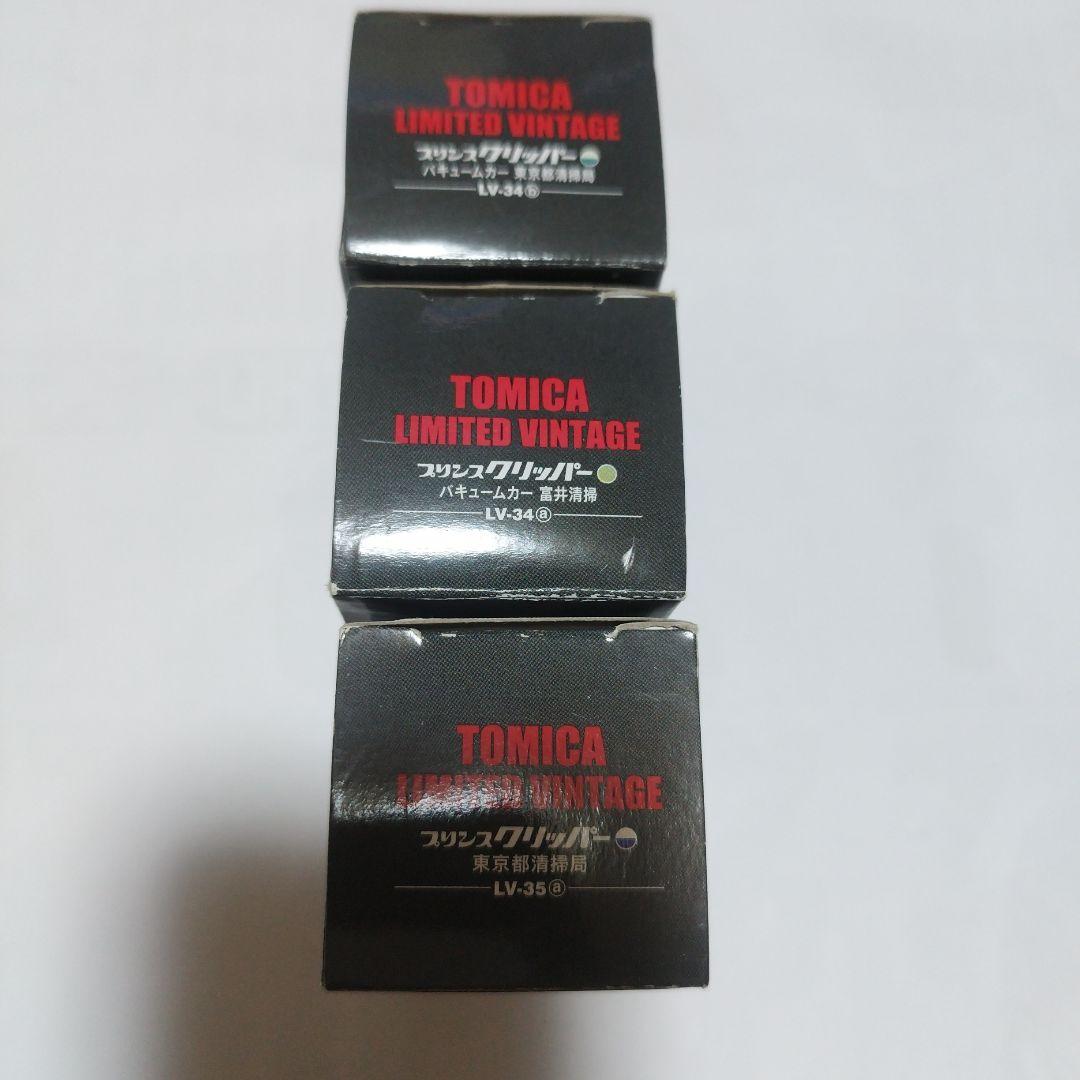 TOMICA
LIMITED VINTAGE
プリンスクリッパー
バキュームカー 東京都清掃局
LV-34ⓑ
TOMICA
LIMITED VINTAGE
プリンスクリッパー
バキュームカー 富井清掃
LV-34ⓐ
TOMICA
LIMITED VINTAGE
プリンスクリッパー
東京都清掃局
LV-35ⓐ